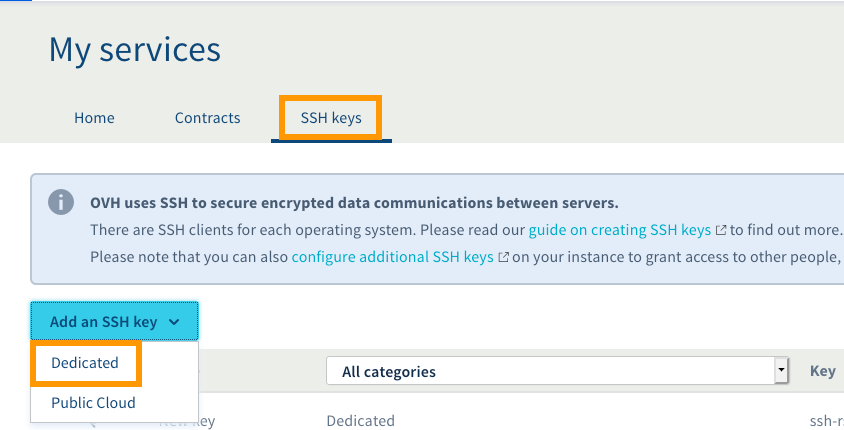 My services
Home Contracts SSH keys
OVH uses SSH to secure encrypted data communications between servers.
There are SSH clients for each operating system. Please read our guide on creating SSH keys to find out more.
Please note that you can also configure additional SSH keys on your instance to grant access to other people,
Add an SSH key
Dedicated
All categories Key
Public Cloud
key Dedicated